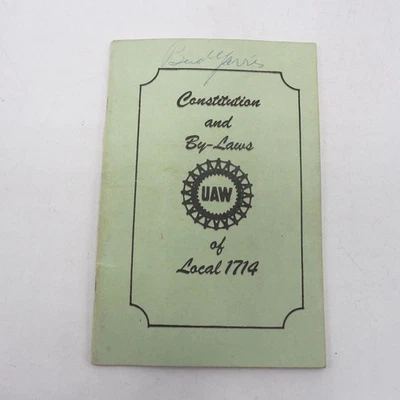 Constitution
and
By-Laws
UAW
of
Local 1714